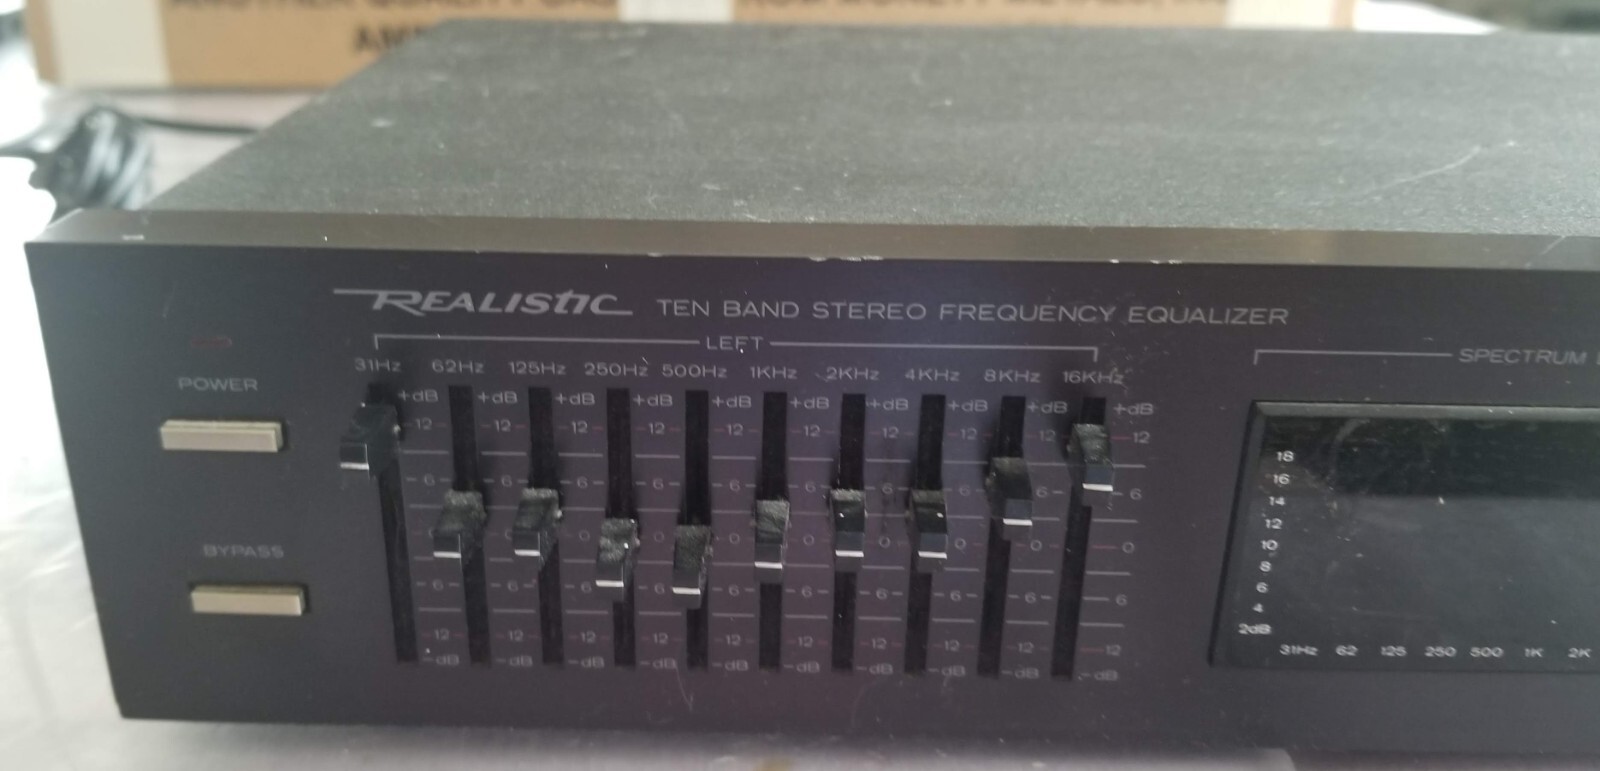 AMP
REALISTIC TEN BAND STEREO FREQUENCY EQUALIZER
LEFT
SPECTRUM
31Hz 62Hz 125Hz 250Hz 500Hz 1KHz 2KHz 4KHz 8KHz 16KHz
POWER
+dB +dB +dB +dB +dB +dB +dB +dB +dB +dB
12 12 12 12 12 12 12 12 12 12
6 6 6 6 6 6 6 6 6 6
0 0 0 0 0
6 6 6 6 6 6 6 6 6 6
12 12 12 12 12 12 12 12 12 12
-dB -dB -dB -dB -dB -dB -dB -dB -dB -dB
BYPASS
18
16
14
12
10
8
6
4
2dB
31Hz 62 125 250 500 1K 2K